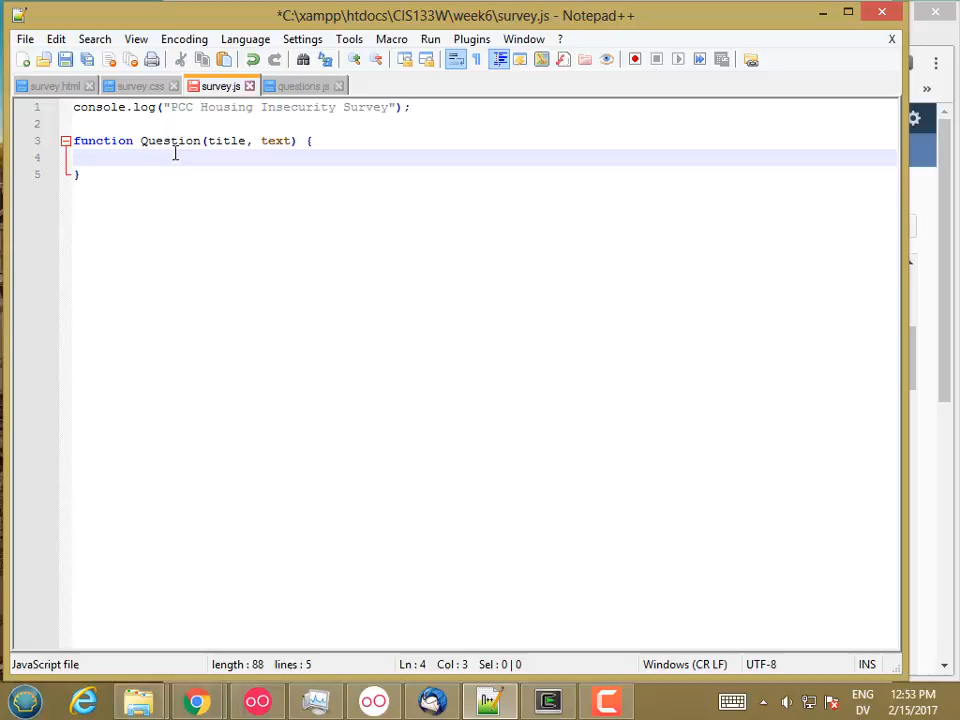 *C:\xampp\htdocs\CIS133W\week6\survey.js - Notepad++
File Edit Search View Encoding Language Settings Tools Macro Run Plugins Window ? X
survey.html survey.css survey.js questions.js
1 console.log("PCC Housing Insecurity Survey");
2
3 function Question(title, text) {
4
5 }
JavaScript file length : 88 lines : 5 Ln : 4 Col : 3 Sel : 0 | 0 Windows (CR LF) UTF-8 INS
ENG 12:53 PM
DV 2/15/2017